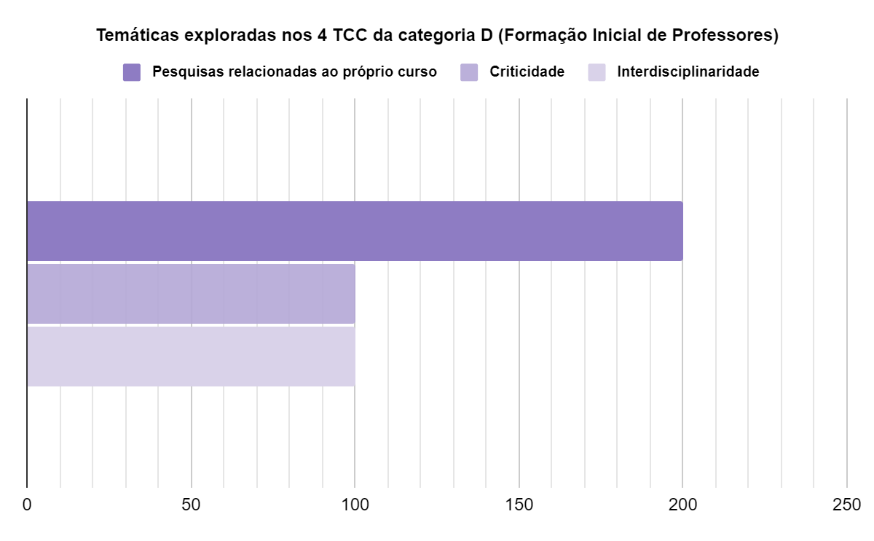 Temáticas exploradas nos 4 TCC da categoria D (Formação Inicial de Professores)
Pesquisas relacionadas ao próprio curso Criticidade Interdisciplinaridade
0 50 100 150 200 250